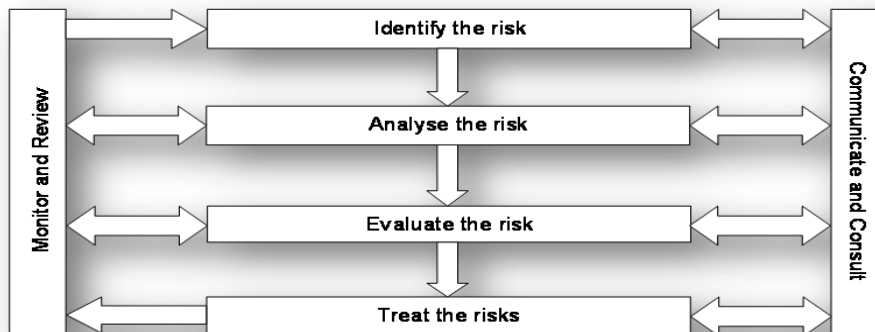 Identify the risk
Analyse the risk
Evaluate the risk
Treat the risks
Monitor and Review
Communicate and Consult